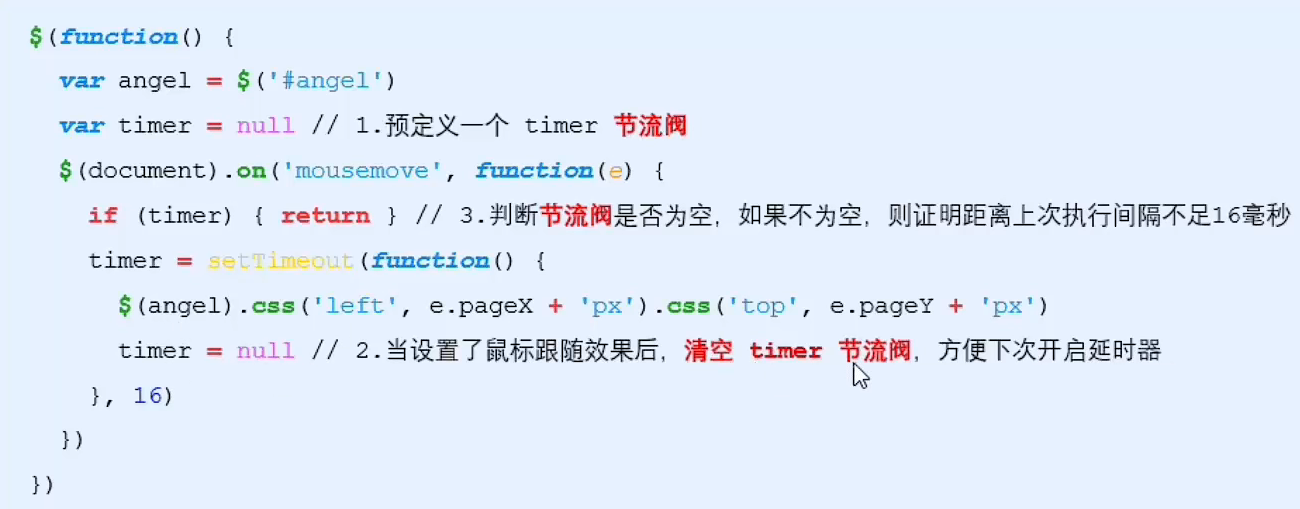 $(function() {
var angel = $('#angel')
var timer = null // 1.预定义一个 timer 节流阀
$(document).on('mousemove', function(e) {
if (timer) { return } // 3.判断节流阀是否为空，如果不为空，则证明距离上次执行间隔不足16毫秒
timer = setTimeout(function() {
$(angel).css('left', e.pageX + 'px').css('top', e.pageY + 'px')
timer = null // 2.当设置了鼠标跟随效果后，清空 timer 节流阀，方便下次开启延时器
}, 16)
})
})